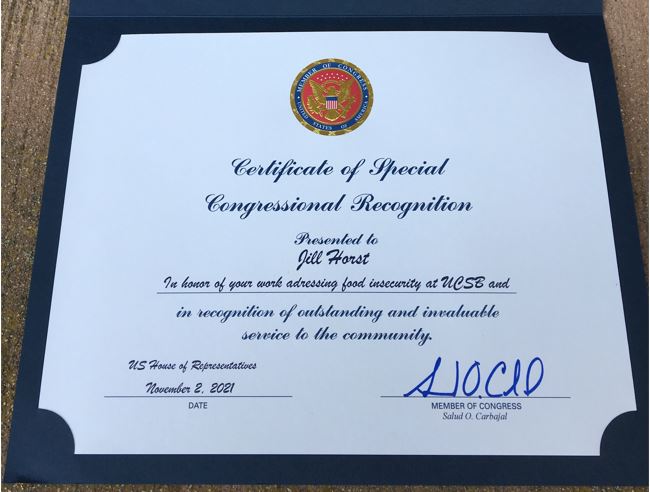 MEMBER OF CONGRESS
UNITED STATES OF AMERICA
Certificate of Special
Congressional Recognition
Presented to
Jill Horst
In honor of your work adressing food insecurity at UCSB and
in recognition of outstanding and invaluable
service to the community.
US House of Representatives
November 2, 2021
DATE
MEMBER OF CONGRESS
Salud O. Carbajal